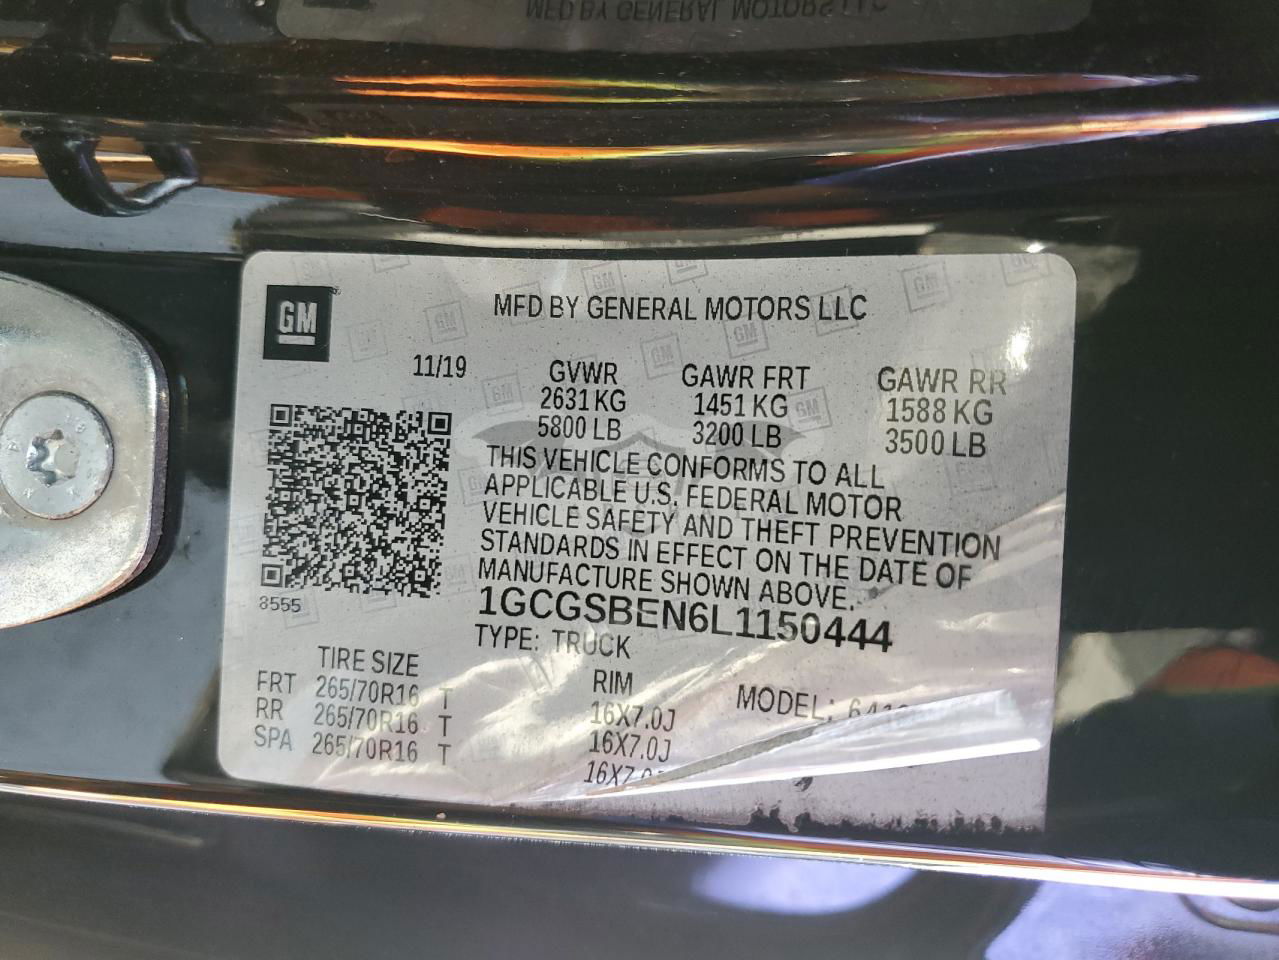 MFD BY GENERAL MOTORS LLC
GM
MFD BY GENERAL MOTORS LLC
11/19
GVWR GAWR FRT GAWR RR
2631 KG 1451 KG 1588 KG
5800 LB 3200 LB 3500 LB
THIS VEHICLE CONFORMS TO ALL
APPLICABLE U.S. FEDERAL MOTOR
VEHICLE SAFETY AND THEFT PREVENTION
STANDARDS IN EFFECT ON THE DATE OF
MANUFACTURE SHOWN ABOVE.
8555
1GCGSBEN6L1150444
TYPE: TRUCK
TIRE SIZE RIM MODEL:
FRT 265/70R16 T 16X7.0J
RR 265/70R16 T 16X7.0J
SPA 265/70R16 T